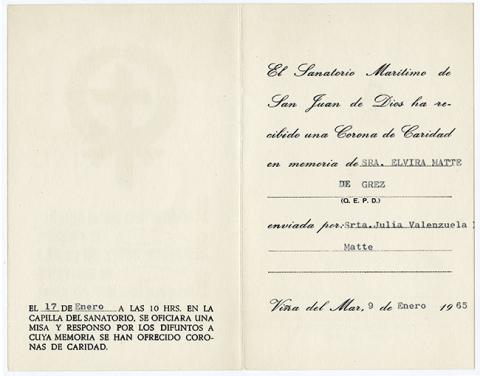 EL 17 DE Enero A LAS 10 HRS. EN LA
CAPILLA DEL SANATORIO, SE OFICIARA UNA
MISA Y RESPONSO POR LOS DIFUNTOS A
CUYA MEMORIA SE HAN OFRECIDO CORO-
NAS DE CARIDAD.
El Sanatorio Marítimo de
San Juan de Dios ha re-
cibido una Corona de Caridad
en memoria de SRA. ELVIRA MATTE
DE GREZ
(Q. E. P. D.)
enviada por: Srta. Julia Valenzuela
Matte
Viña del Mar, 9 de Enero 1965